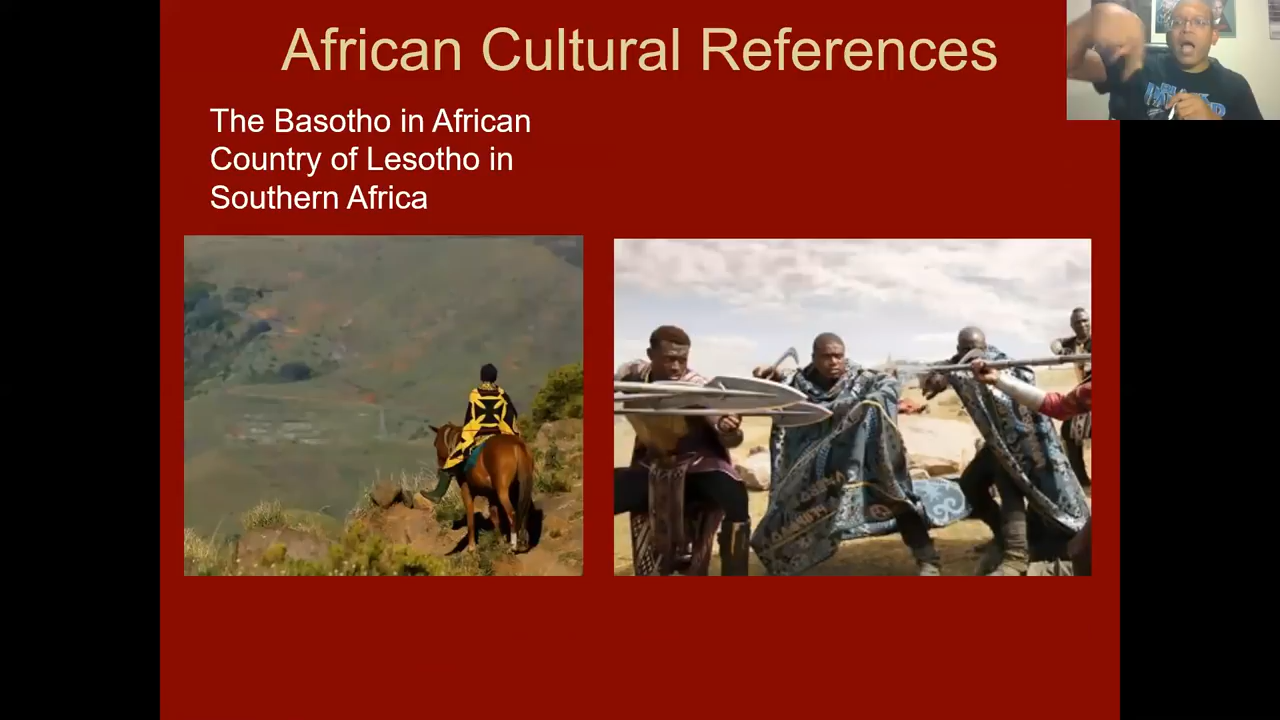 African Cultural References
The Basotho in African
Country of Lesotho in
Southern Africa